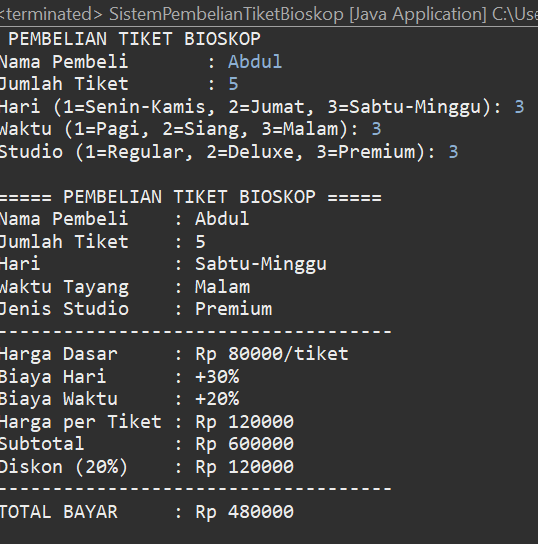 <terminated> SistemPembelianTiketBioskop [Java Application] C:\Use
PEMBELIAN TIKET BIOSKOP
Nama Pembeli       : Abdul
Jumlah Tiket       : 5
Hari (1=Senin-Kamis, 2=Jumat, 3=Sabtu-Minggu): 3
Waktu (1=Pagi, 2=Siang, 3=Malam): 3
Studio (1=Regular, 2=Deluxe, 3=Premium): 3
===== PEMBELIAN TIKET BIOSKOP =====
Nama Pembeli    : Abdul
Jumlah Tiket    : 5
Hari            : Sabtu-Minggu
Waktu Tayang    : Malam
Jenis Studio    : Premium
------------------------------------
Harga Dasar     : Rp 80000/tiket
Biaya Hari      : +30%
Biaya Waktu     : +20%
Harga per Tiket : Rp 120000
Subtotal        : Rp 600000
Diskon (20%)    : Rp 120000
------------------------------------
TOTAL BAYAR     : Rp 480000